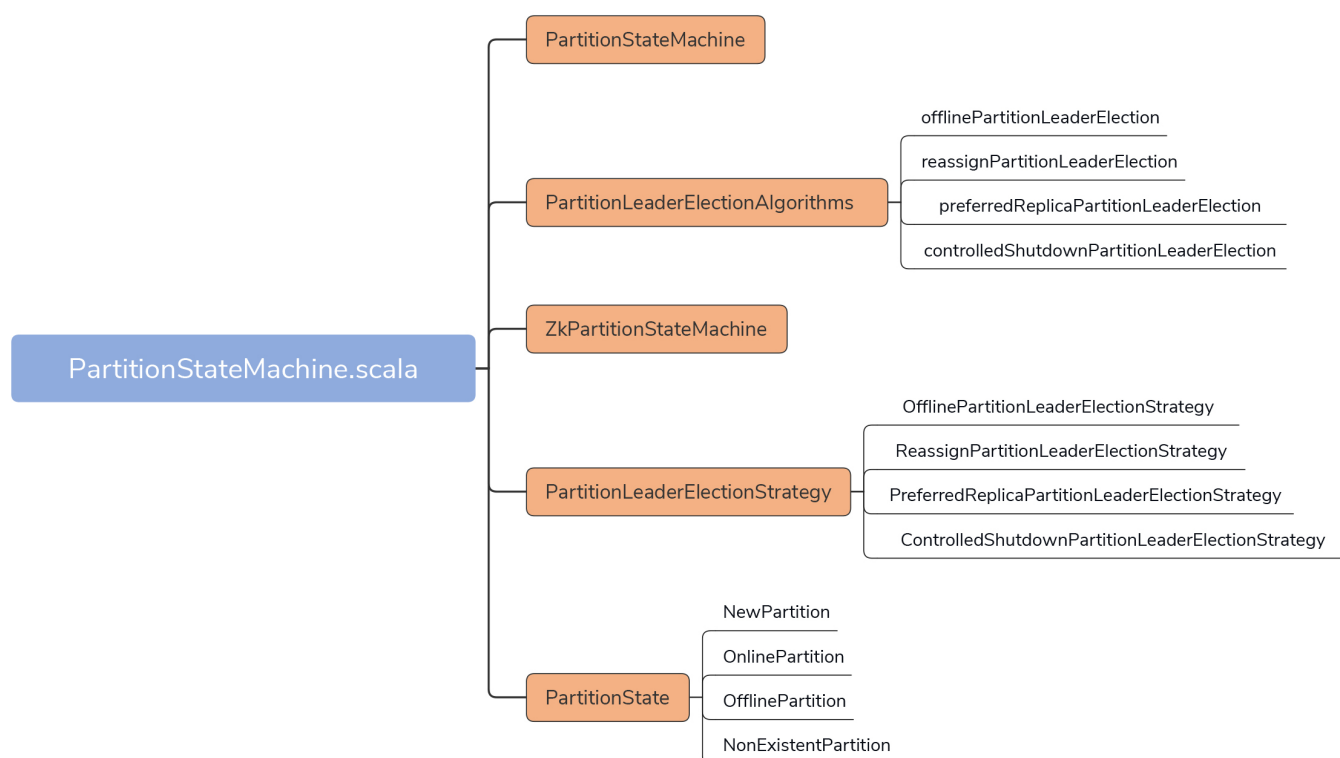 PartitionStateMachine.scala
PartitionStateMachine
PartitionLeaderElectionAlgorithms
offlinePartitionLeaderElection
reassignPartitionLeaderElection
preferredReplicaPartitionLeaderElection
controlledShutdownPartitionLeaderElection
ZkPartitionStateMachine
PartitionLeaderElectionStrategy
OfflinePartitionLeaderElectionStrategy
ReassignPartitionLeaderElectionStrategy
PreferredReplicaPartitionLeaderElectionStrategy
ControlledShutdownPartitionLeaderElectionStrategy
PartitionState
NewPartition
OnlinePartition
OfflinePartition
NonExistentPartition